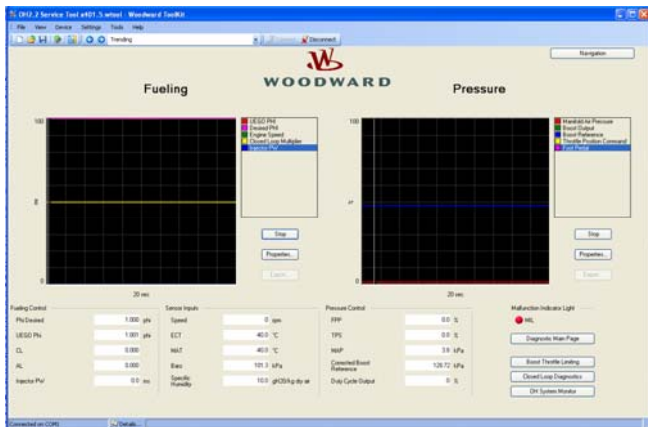 OH2.2 Service Tool a401.5.wtool - Woodward ToolKit
File View Device Settings Tools Help
Trending
Disconnect
Navigation
WOODWARD
Fueling
Pressure
100
UEGO PHI
Desired PHI
Engine Speed
Closed Loop Multiplier
Injector PW
0
100
Manifold Air Pressure
Boost Output
Boost Reference
Throttle Position Command
Foot Pedal
0
Stop
Properties...
Stop
Properties...
20 sec
20 sec
Fueling Control
Phi Desired 1.000 phi
UEGO Phi 1.001 phi
CL 0.000
AL 0.000
Injector PW 0.0 ms
Sensor Inputs
Speed 0 rpm
ECT 40.0 °C
MAT 40.0 °C
Baro 101.3 kPa
Specific Humidity 10.0 gH2O/kg dry air
Pressure Control
FPP 0.0 %
TPS 0.0 %
MAP 3.8 kPa
Corrected Boost Reference 128.72 kPa
Duty Cycle Output 0 %
Malfunction Indicator Light
MIL
Diagnostic Main Page
Boost Throttle Limiting
Closed Loop Diagnostics
OH System Monitor
Connected on COM5
Details...